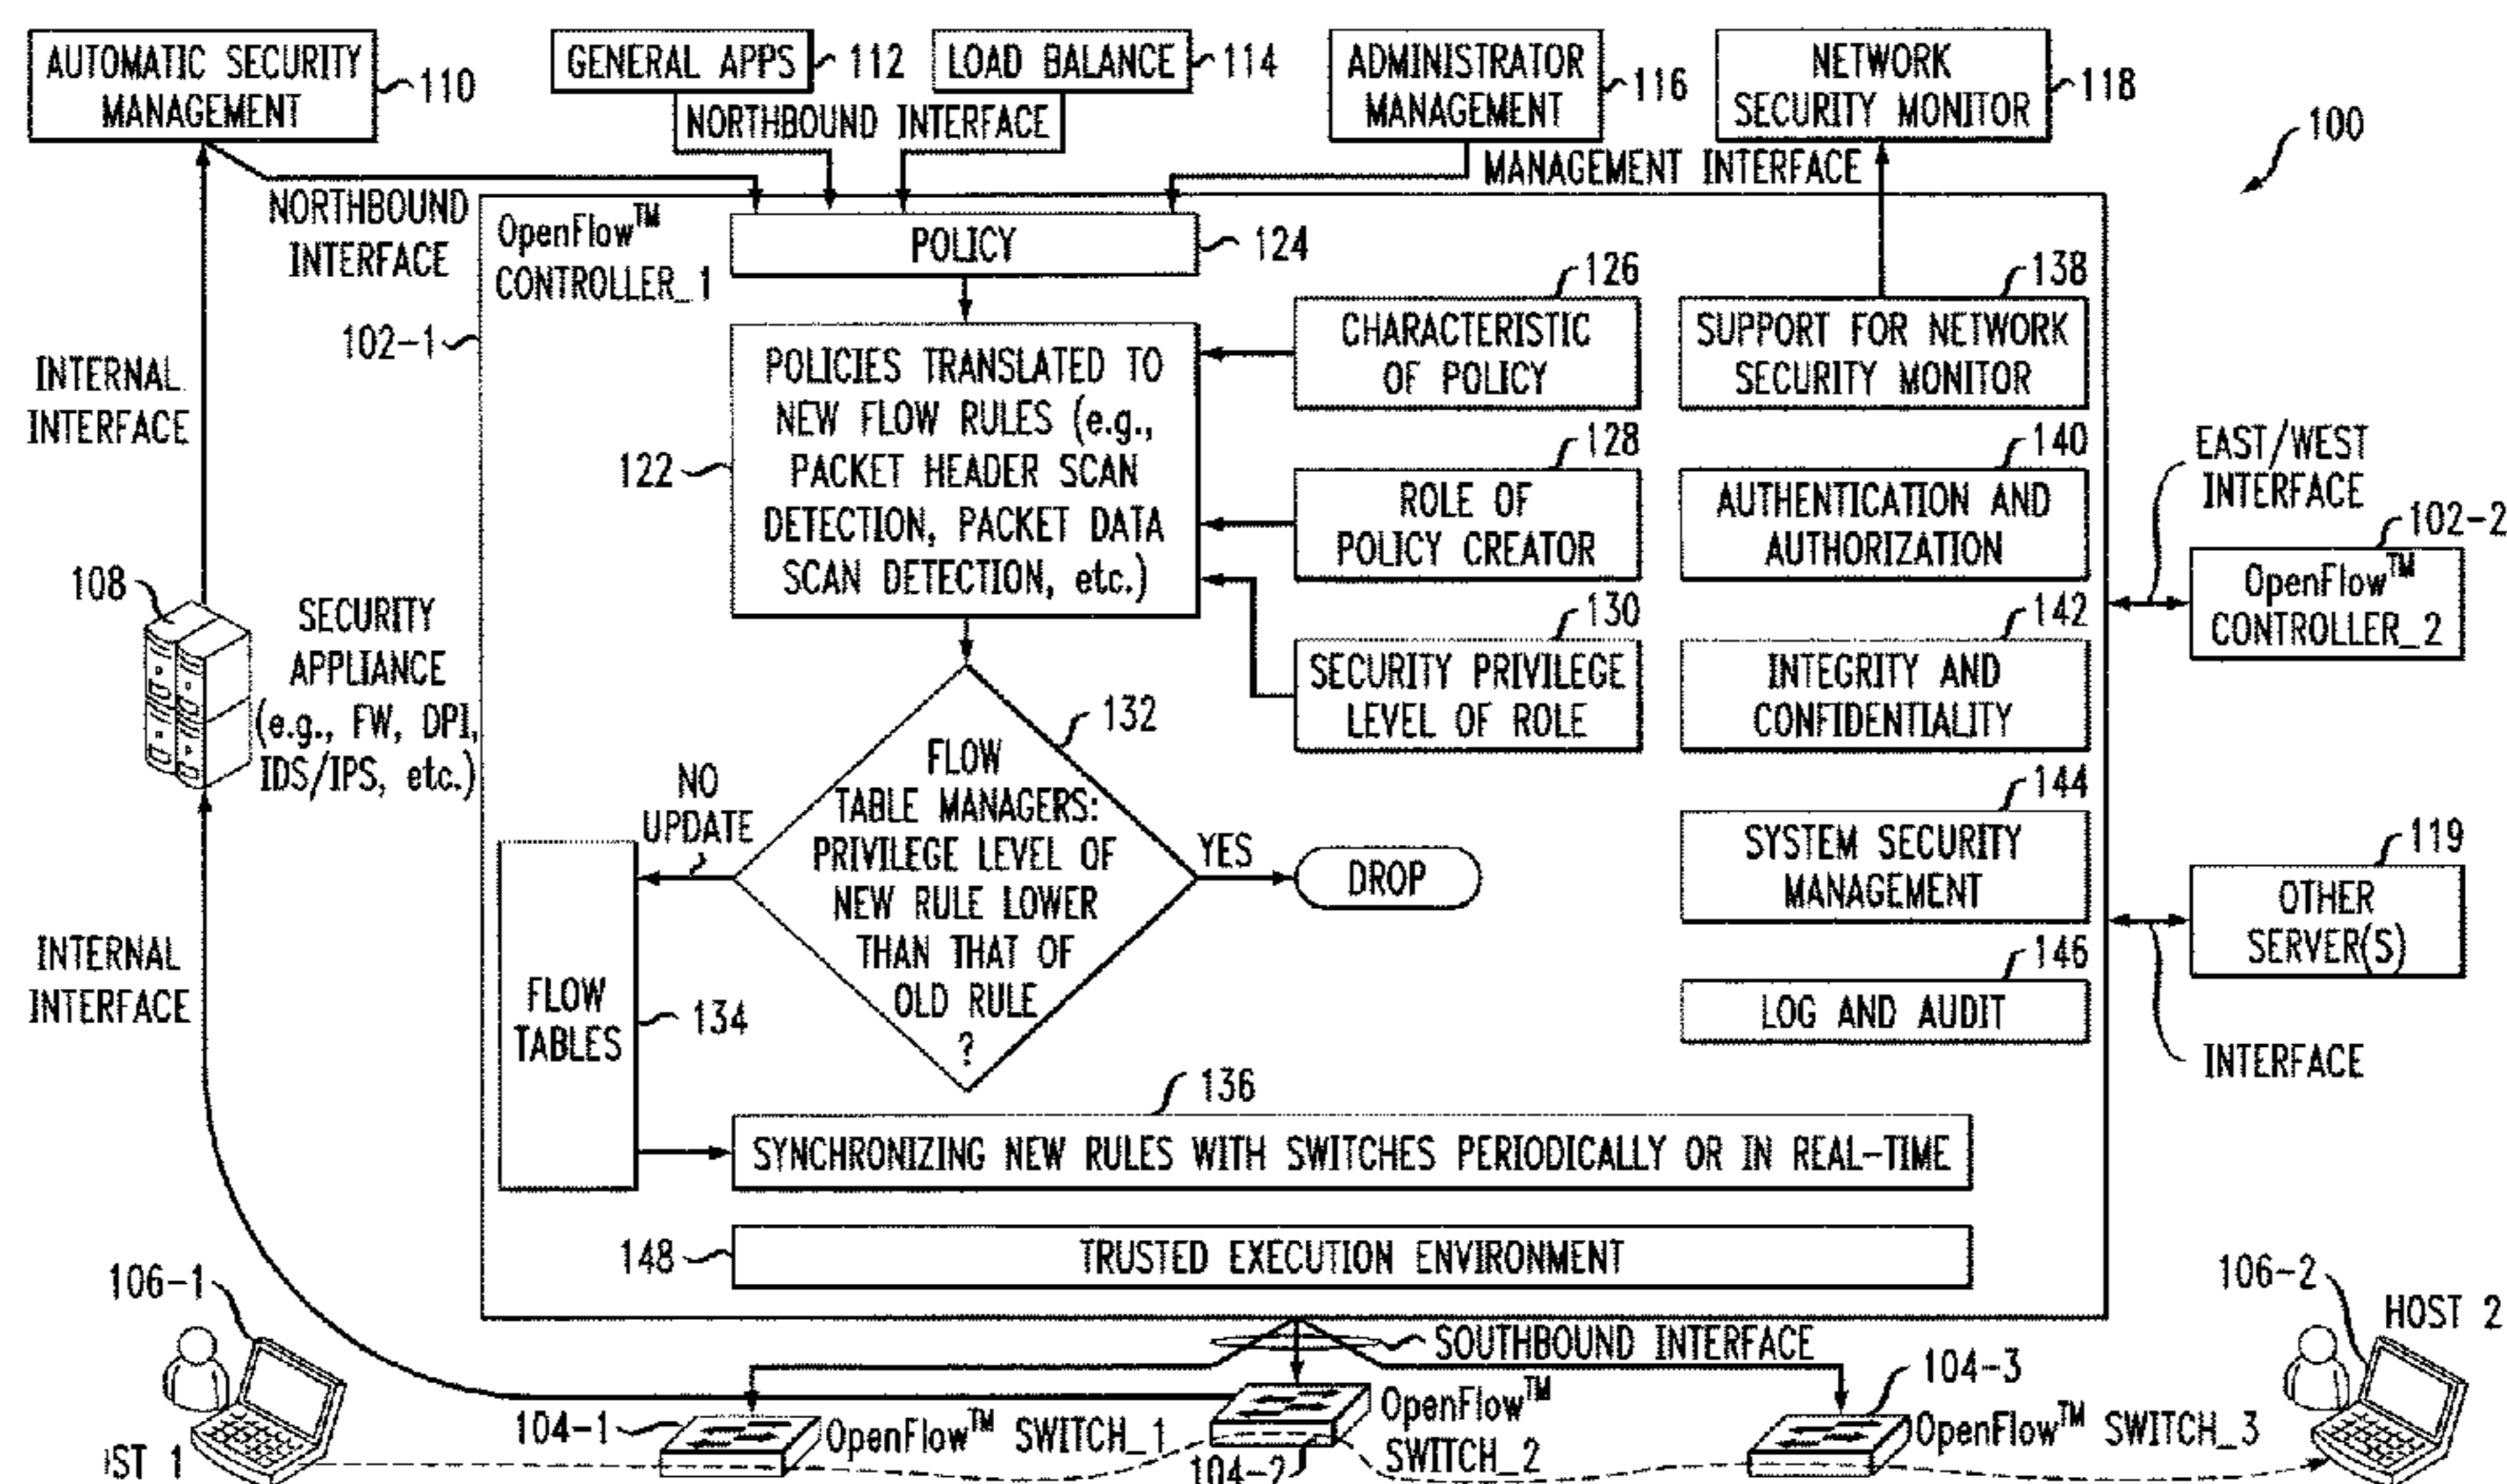 AUTOMATIC SECURITY
MANAGEMENT
110
GENERAL APPS
112
LOAD BALANCE
114
ADMINISTRATOR
MANAGEMENT
116
NETWORK
SECURITY MONITOR
118
100
NORTHBOUND INTERFACE
MANAGEMENT INTERFACE
NORTHBOUND
INTERFACE
OpenFlow™
CONTROLLER_1
102-1
POLICY
124
POLICIES TRANSLATED TO
NEW FLOW RULES (e.g.,
PACKET HEADER SCAN
DETECTION, PACKET DATA
SCAN DETECTION, etc.)
122
126
CHARACTERISTIC
OF POLICY
128
ROLE OF
POLICY CREATOR
130
SECURITY PRIVILEGE
LEVEL OF ROLE
138
SUPPORT FOR NETWORK
SECURITY MONITOR
140
AUTHENTICATION AND
AUTHORIZATION
142
INTEGRITY AND
CONFIDENTIALITY
144
SYSTEM SECURITY
MANAGEMENT
146
LOG AND AUDIT
EAST/WEST
INTERFACE
102-2
OpenFlow™
CONTROLLER_2
119
OTHER
SERVER(S)
INTERFACE
INTERNAL
INTERFACE
108
SECURITY
APPLIANCE
(e.g., FW, DPI,
IDS/IPS, etc.)
INTERNAL
INTERFACE
132
FLOW
TABLE MANAGERS:
PRIVILEGE LEVEL OF
NEW RULE LOWER
THAN THAT OF
OLD RULE
?
NO
UPDATE
YES
DROP
FLOW
TABLES
134
136
SYNCHRONIZING NEW RULES WITH SWITCHES PERIODICALLY OR IN REAL-TIME
148
TRUSTED EXECUTION ENVIRONMENT
SOUTHBOUND INTERFACE
106-1
OST 1
104-1
OpenFlow™ SWITCH_1
OpenFlow™
SWITCH_2
104-2
104-3
OpenFlow™ SWITCH_3
106-2
HOST 2